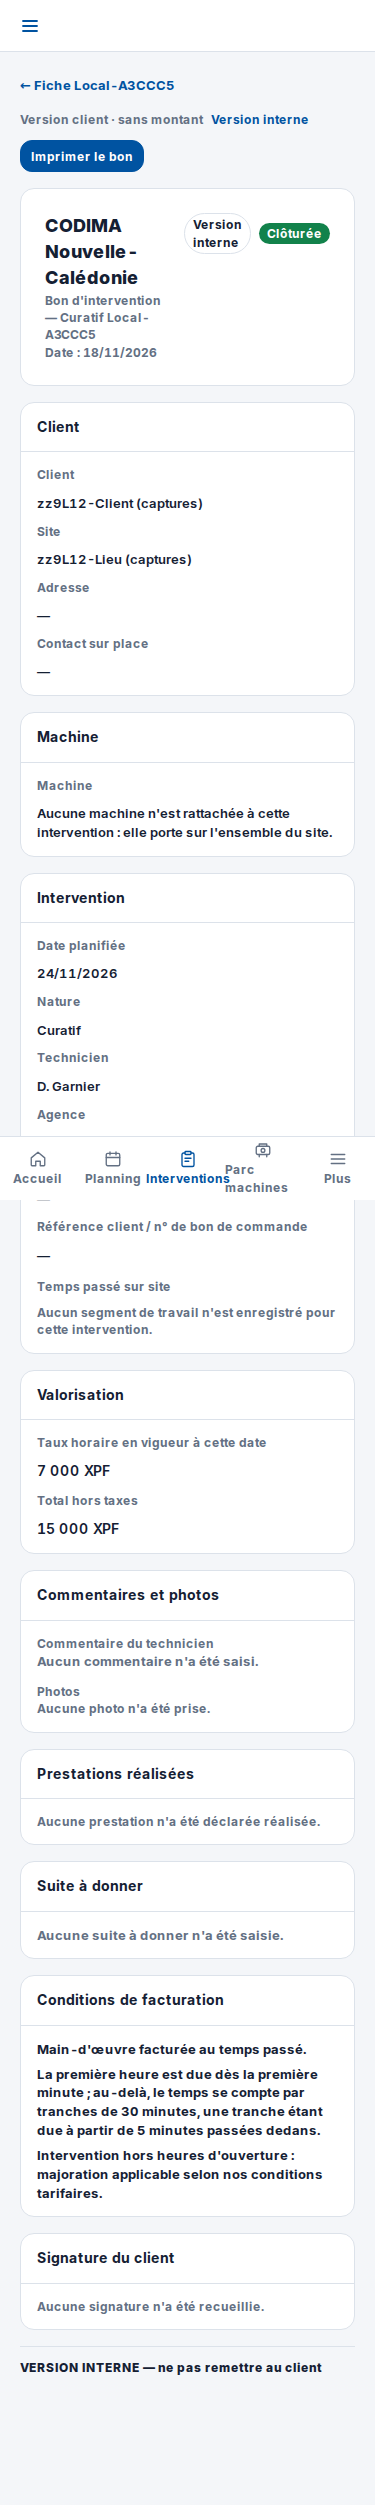 ← Fiche Local-A3CCC5
Version client · sans montant Version interne
Imprimer le bon
CODIMA
Nouvelle-
Calédonie
Bon d'intervention
— Curatif Local-
A3CCC5
Date : 18/11/2026
Version
interne
Clôturée
Client
Client
zz9L12-Client (captures)
Site
zz9L12-Lieu (captures)
Adresse
—
Contact sur place
—
Machine
Machine
Aucune machine n'est rattachée à cette
intervention : elle porte sur l'ensemble du site.
Intervention
Date planifiée
24/11/2026
Nature
Curatif
Technicien
D. Garnier
Agence
Accueil
Planning
Interventions
Parc
machines
Plus
—
Référence client / n° de bon de commande
—
Temps passé sur site
Aucun segment de travail n'est enregistré pour
cette intervention.
Valorisation
Taux horaire en vigueur à cette date
7 000 XPF
Total hors taxes
15 000 XPF
Commentaires et photos
Commentaire du technicien
Aucun commentaire n'a été saisi.
Photos
Aucune photo n'a été prise.
Prestations réalisées
Aucune prestation n'a été déclarée réalisée.
Suite à donner
Aucune suite à donner n'a été saisie.
Conditions de facturation
Main-d'œuvre facturée au temps passé.
La première heure est due dès la première
minute ; au-delà, le temps se compte par
tranches de 30 minutes, une tranche étant
due à partir de 5 minutes passées dedans.
Intervention hors heures d'ouverture :
majoration applicable selon nos conditions
tarifaires.
Signature du client
Aucune signature n'a été recueillie.
VERSION INTERNE — ne pas remettre au client